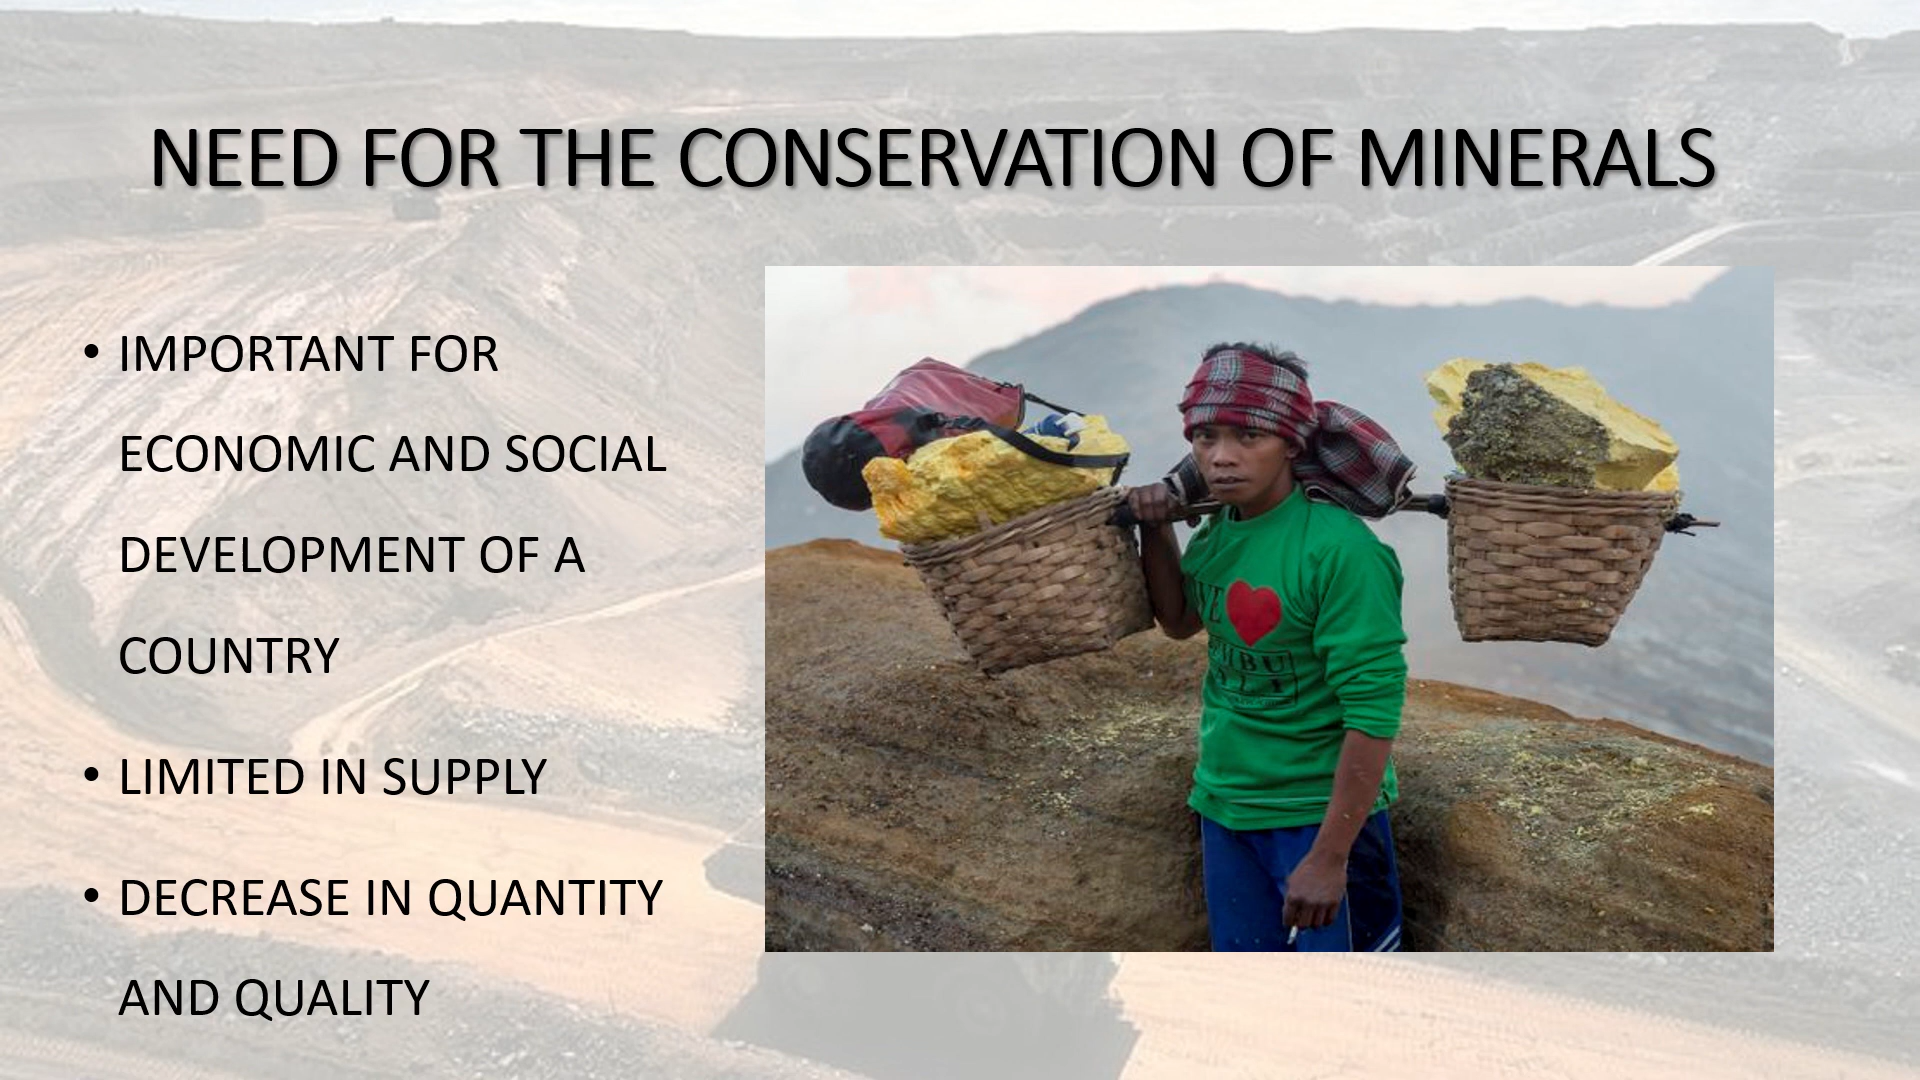 NEED FOR THE CONSERVATION OF MINERALS
• IMPORTANT FOR
ECONOMIC AND SOCIAL
DEVELOPMENT OF A
COUNTRY
• LIMITED IN SUPPLY
• DECREASE IN QUANTITY
AND QUALITY